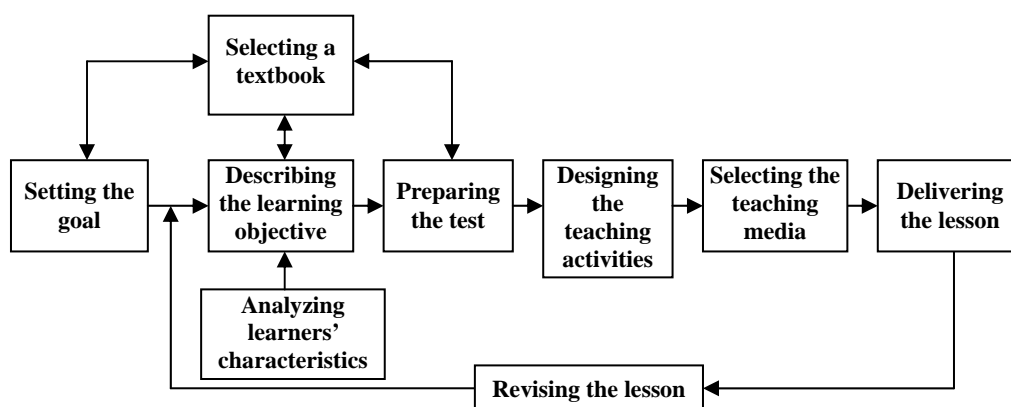 Selecting a
textbook
Setting the
goal
Describing
the learning
objective
Preparing
the test
Designing
the
teaching
activities
Selecting the
teaching
media
Delivering
the lesson
Analyzing
learners’
characteristics
Revising the lesson